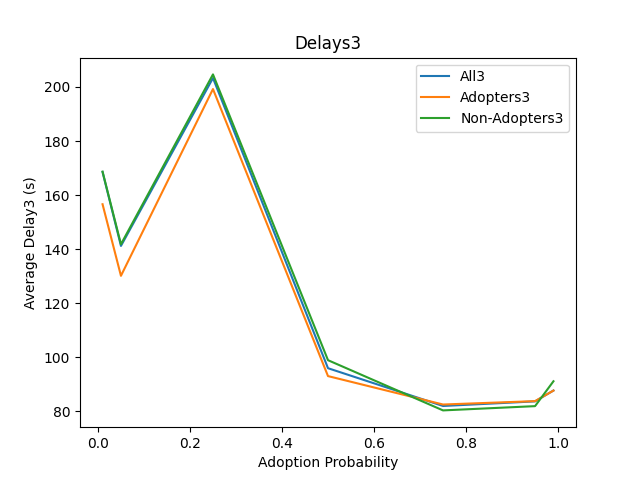 Delays3
All3
Adopters3
Non-Adopters3
Average Delay3 (s)
200
180
160
140
120
100
80
0.0 0.2 0.4 0.6 0.8 1.0
Adoption Probability